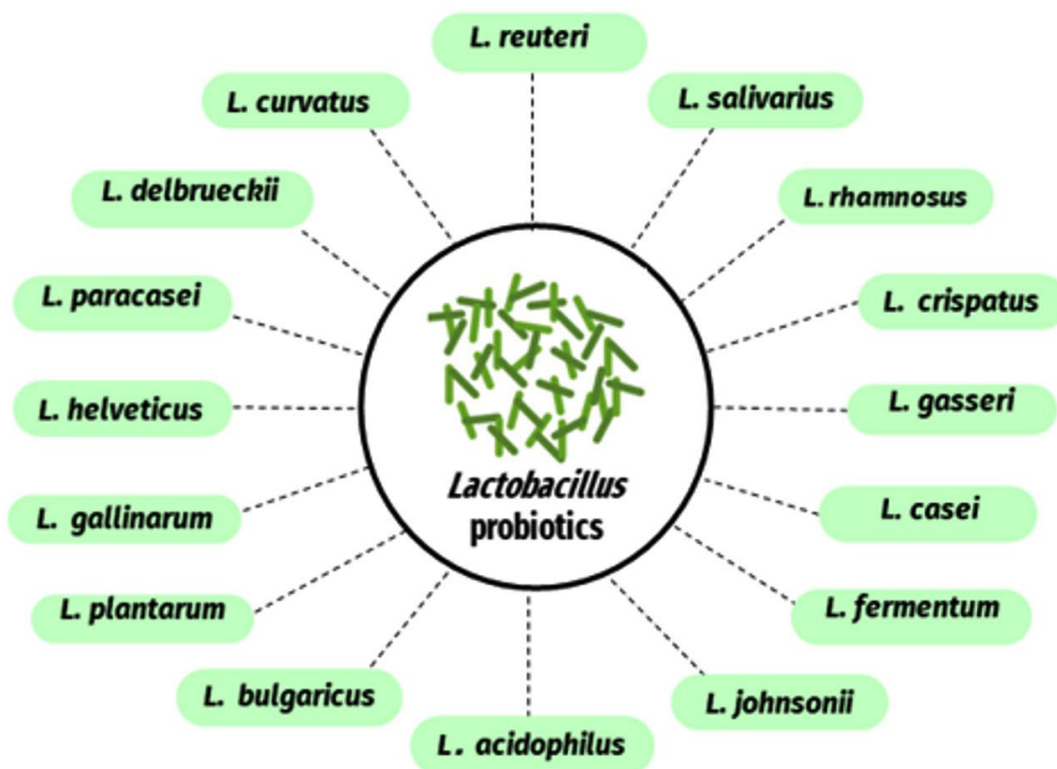 L. reuteri
L. curvatus
L. salivarius
L. delbrueckii
L. rhamnosus
L. paracasei
L. crispatus
L. helveticus
L. gasseri
L. gallinarum
L. casei
L. plantarum
L. fermentum
L. bulgaricus
L. johnsonii
L. acidophilus
Lactobacillus
probiotics